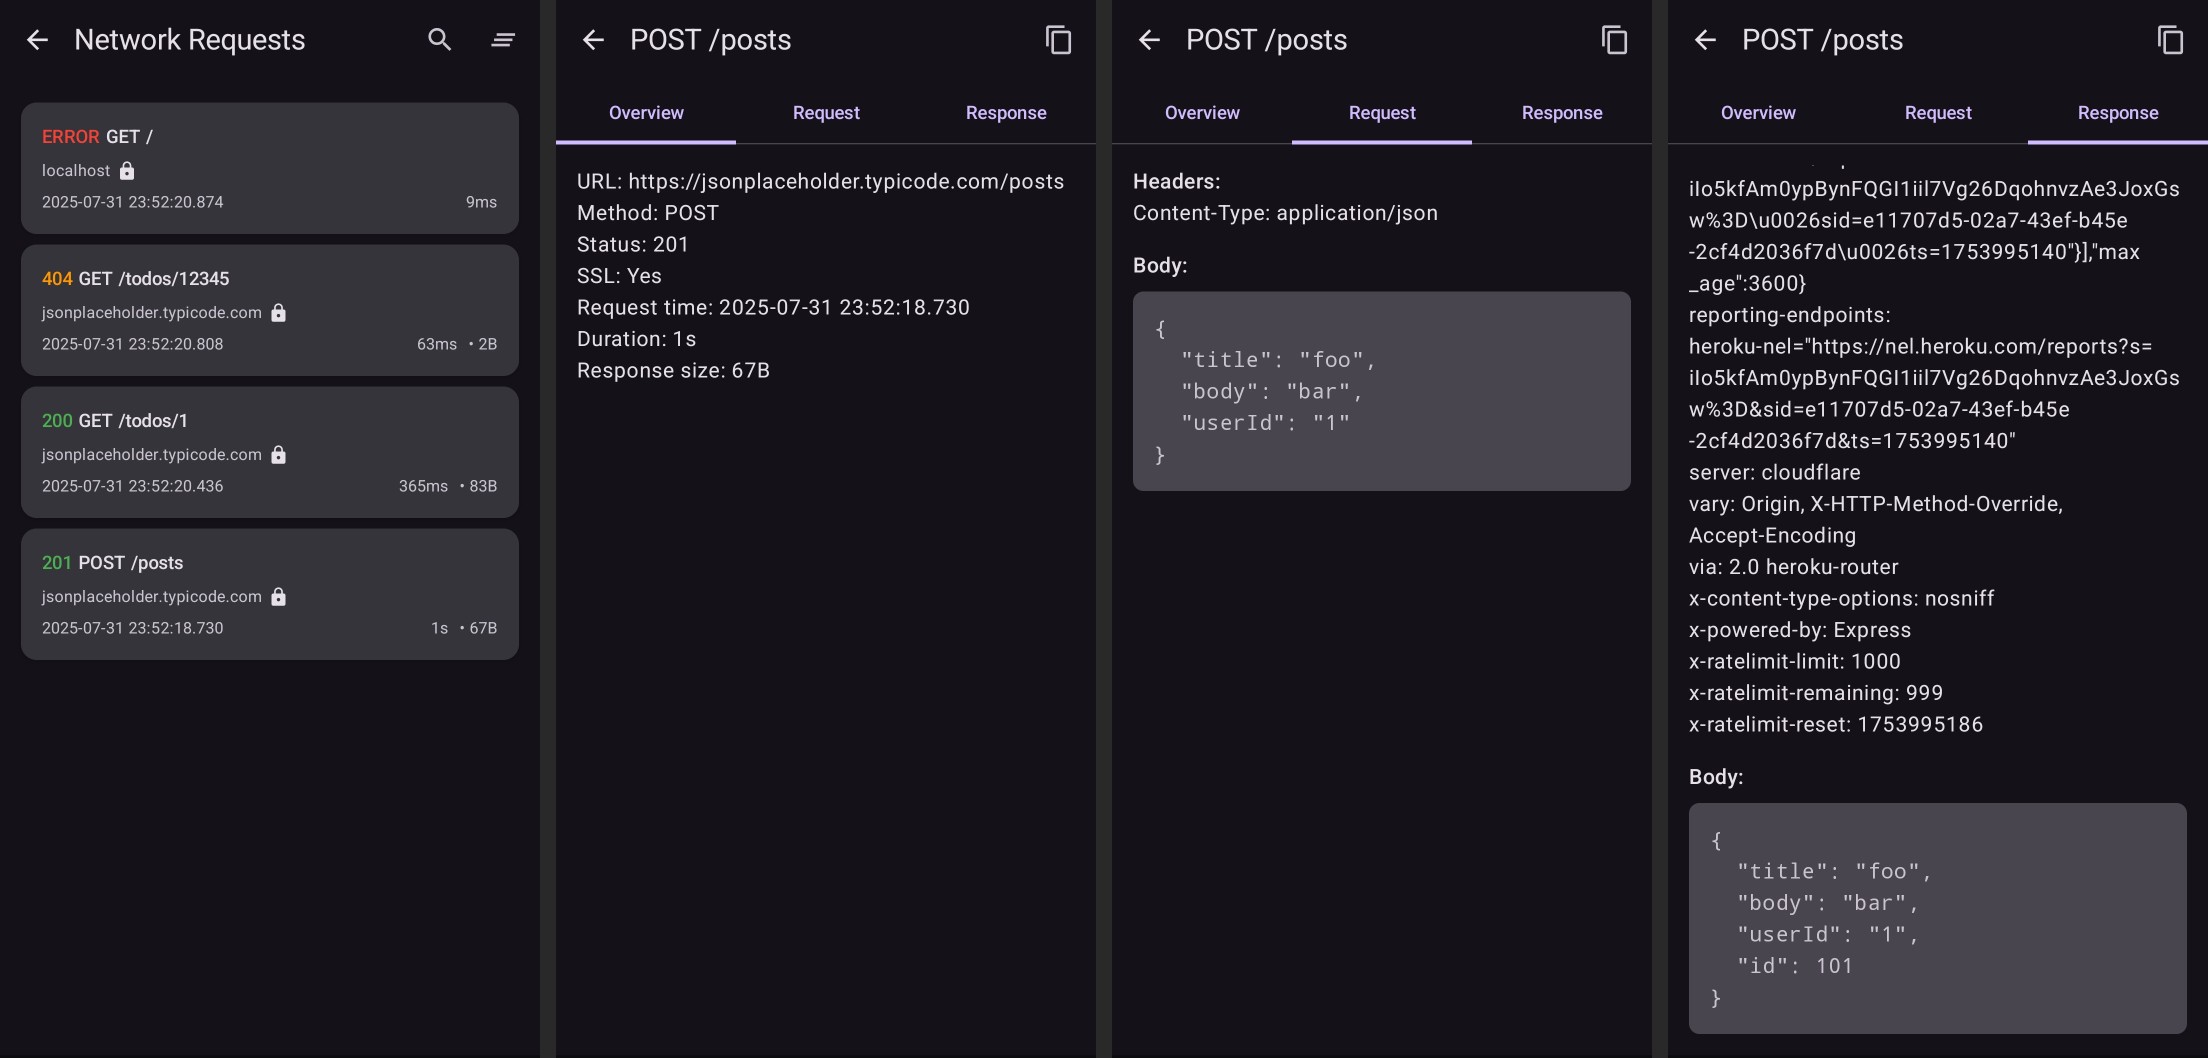 Network Requests
ERROR GET /
localhost
2025-07-31 23:52:20.874 9ms
404 GET /todos/12345
jsonplaceholder.typicode.com
2025-07-31 23:52:20.808 63ms • 2B
200 GET /todos/1
jsonplaceholder.typicode.com
2025-07-31 23:52:20.436 365ms • 83B
201 POST /posts
jsonplaceholder.typicode.com
2025-07-31 23:52:18.730 1s • 67B
POST /posts
Overview Request Response
URL: https://jsonplaceholder.typicode.com/posts
Method: POST
Status: 201
SSL: Yes
Request time: 2025-07-31 23:52:18.730
Duration: 1s
Response size: 67B
POST /posts
Overview Request Response
Headers:
Content-Type: application/json
Body:
{
  "title": "foo",
  "body": "bar",
  "userId": "1"
}
POST /posts
Overview Request Response
iIo5kfAm0ypBynFQGI1iil7Vg26DqohnvzAe3JoxGs
w%3D\u0026sid=e11707d5-02a7-43ef-b45e
-2cf4d2036f7d\u0026ts=1753995140"}],"max
_age":3600}
reporting-endpoints:
heroku-nel="https://nel.heroku.com/reports?s=
iIo5kfAm0ypBynFQGI1iil7Vg26DqohnvzAe3JoxGs
w%3D&sid=e11707d5-02a7-43ef-b45e
-2cf4d2036f7d&ts=1753995140"
server: cloudflare
vary: Origin, X-HTTP-Method-Override,
Accept-Encoding
via: 2.0 heroku-router
x-content-type-options: nosniff
x-powered-by: Express
x-ratelimit-limit: 1000
x-ratelimit-remaining: 999
x-ratelimit-reset: 1753995186
Body:
{
  "title": "foo",
  "body": "bar",
  "userId": "1",
  "id": 101
}